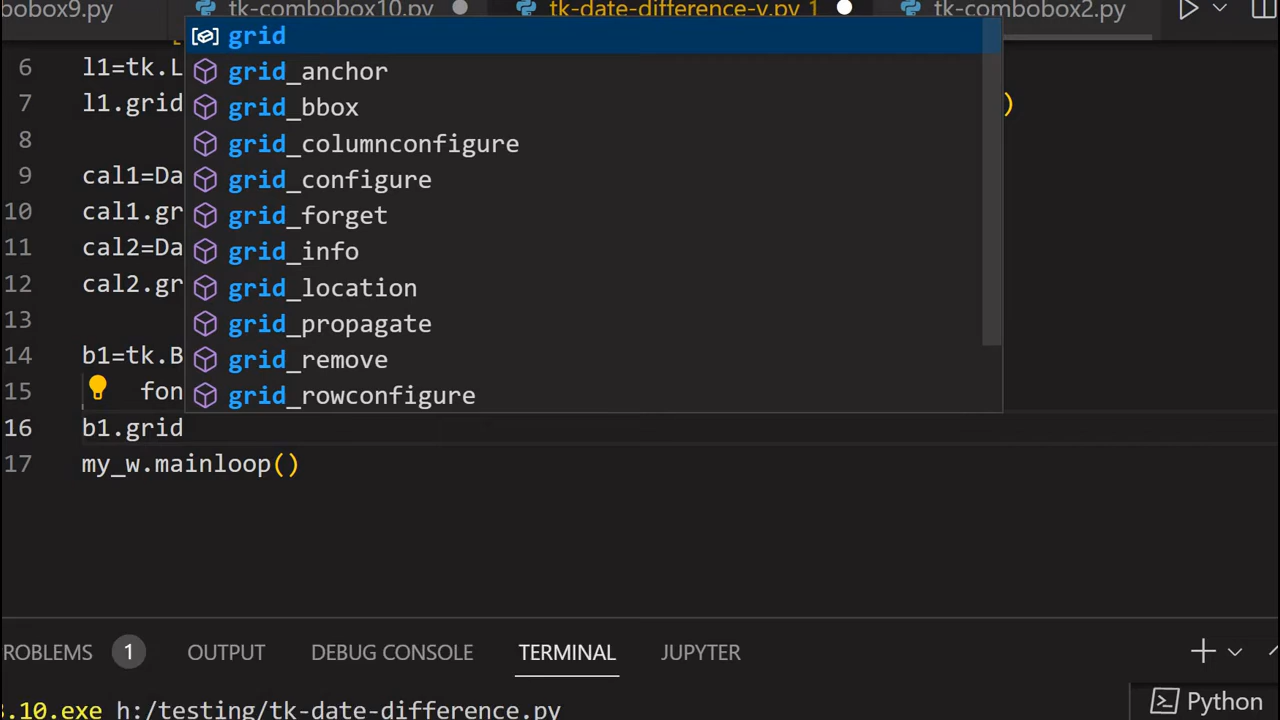 obox9.py tk-combobox10.py tk-date-difference-v.py 1 tk-combobox2.py
grid
6 l1=tk.L grid_anchor
7 l1.grid grid_bbox )
8 grid_columnconfigure
9 cal1=Da grid_configure
10 cal1.gr grid_forget
11 cal2=Da grid_info
12 cal2.gr grid_location
13 grid_propagate
14 b1=tk.B grid_remove
15 fon grid_rowconfigure
16 b1.grid
17 my_w.mainloop()
ROBLEMS 1 OUTPUT DEBUG CONSOLE TERMINAL JUPYTER
3.10.exe h:/testing/tk-date-difference.py Python